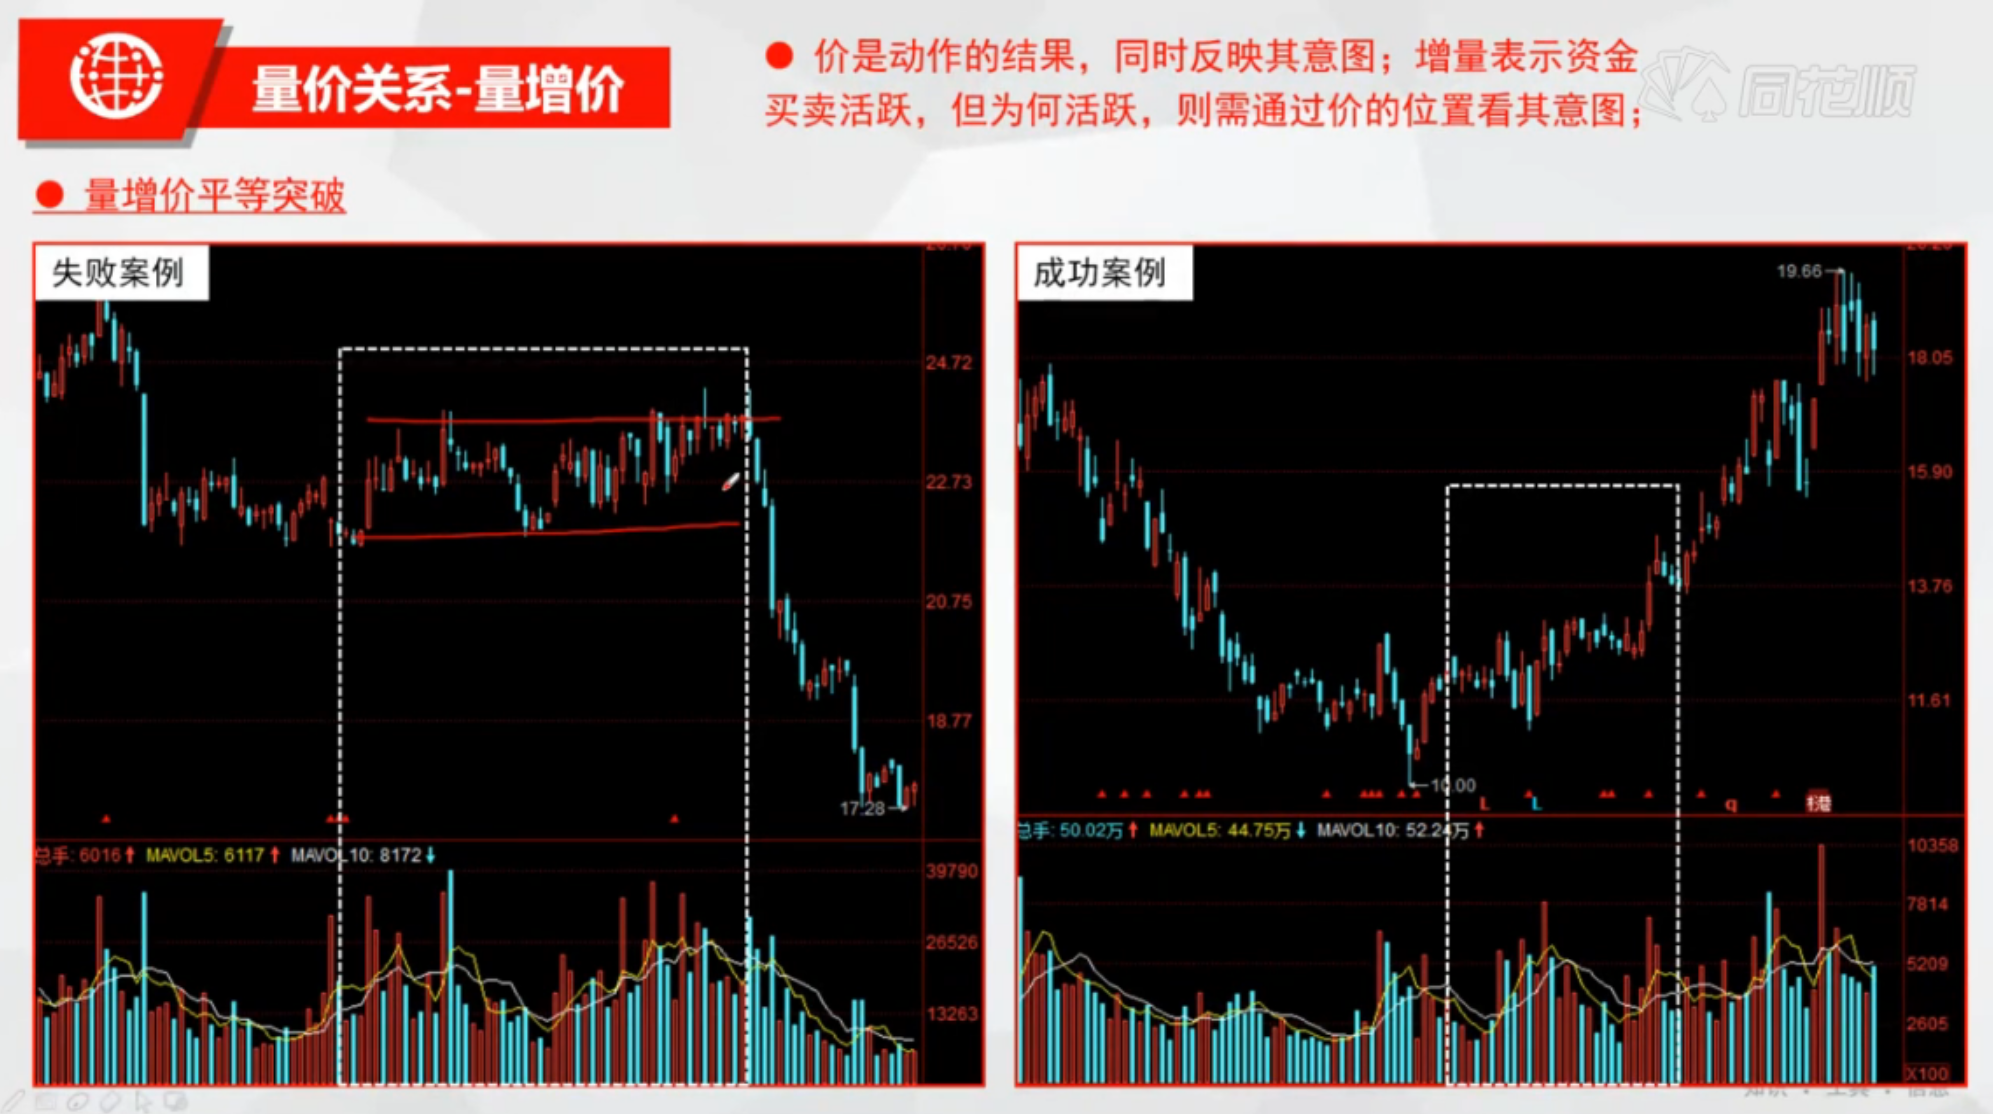 量价关系-量增价
● 价是动作的结果，同时反映其意图；增量表示资金
买卖活跃，但为何活跃，则需通过价的位置看其意图；
同花顺
● 量增价平等突破
失败案例
24.72
22.73
20.75
18.77
17.28
总手: 6016↑ MAVOL5: 6117↑ MAVOL10: 8172↓
39790
26526
13263
成功案例
19.66
18.05
15.90
13.76
11.61
10.00
L
L
q
总手: 50.02万↑ MAVOL5: 44.75万↓ MAVOL10: 52.24万↑
10358
7814
5209
2605
X100